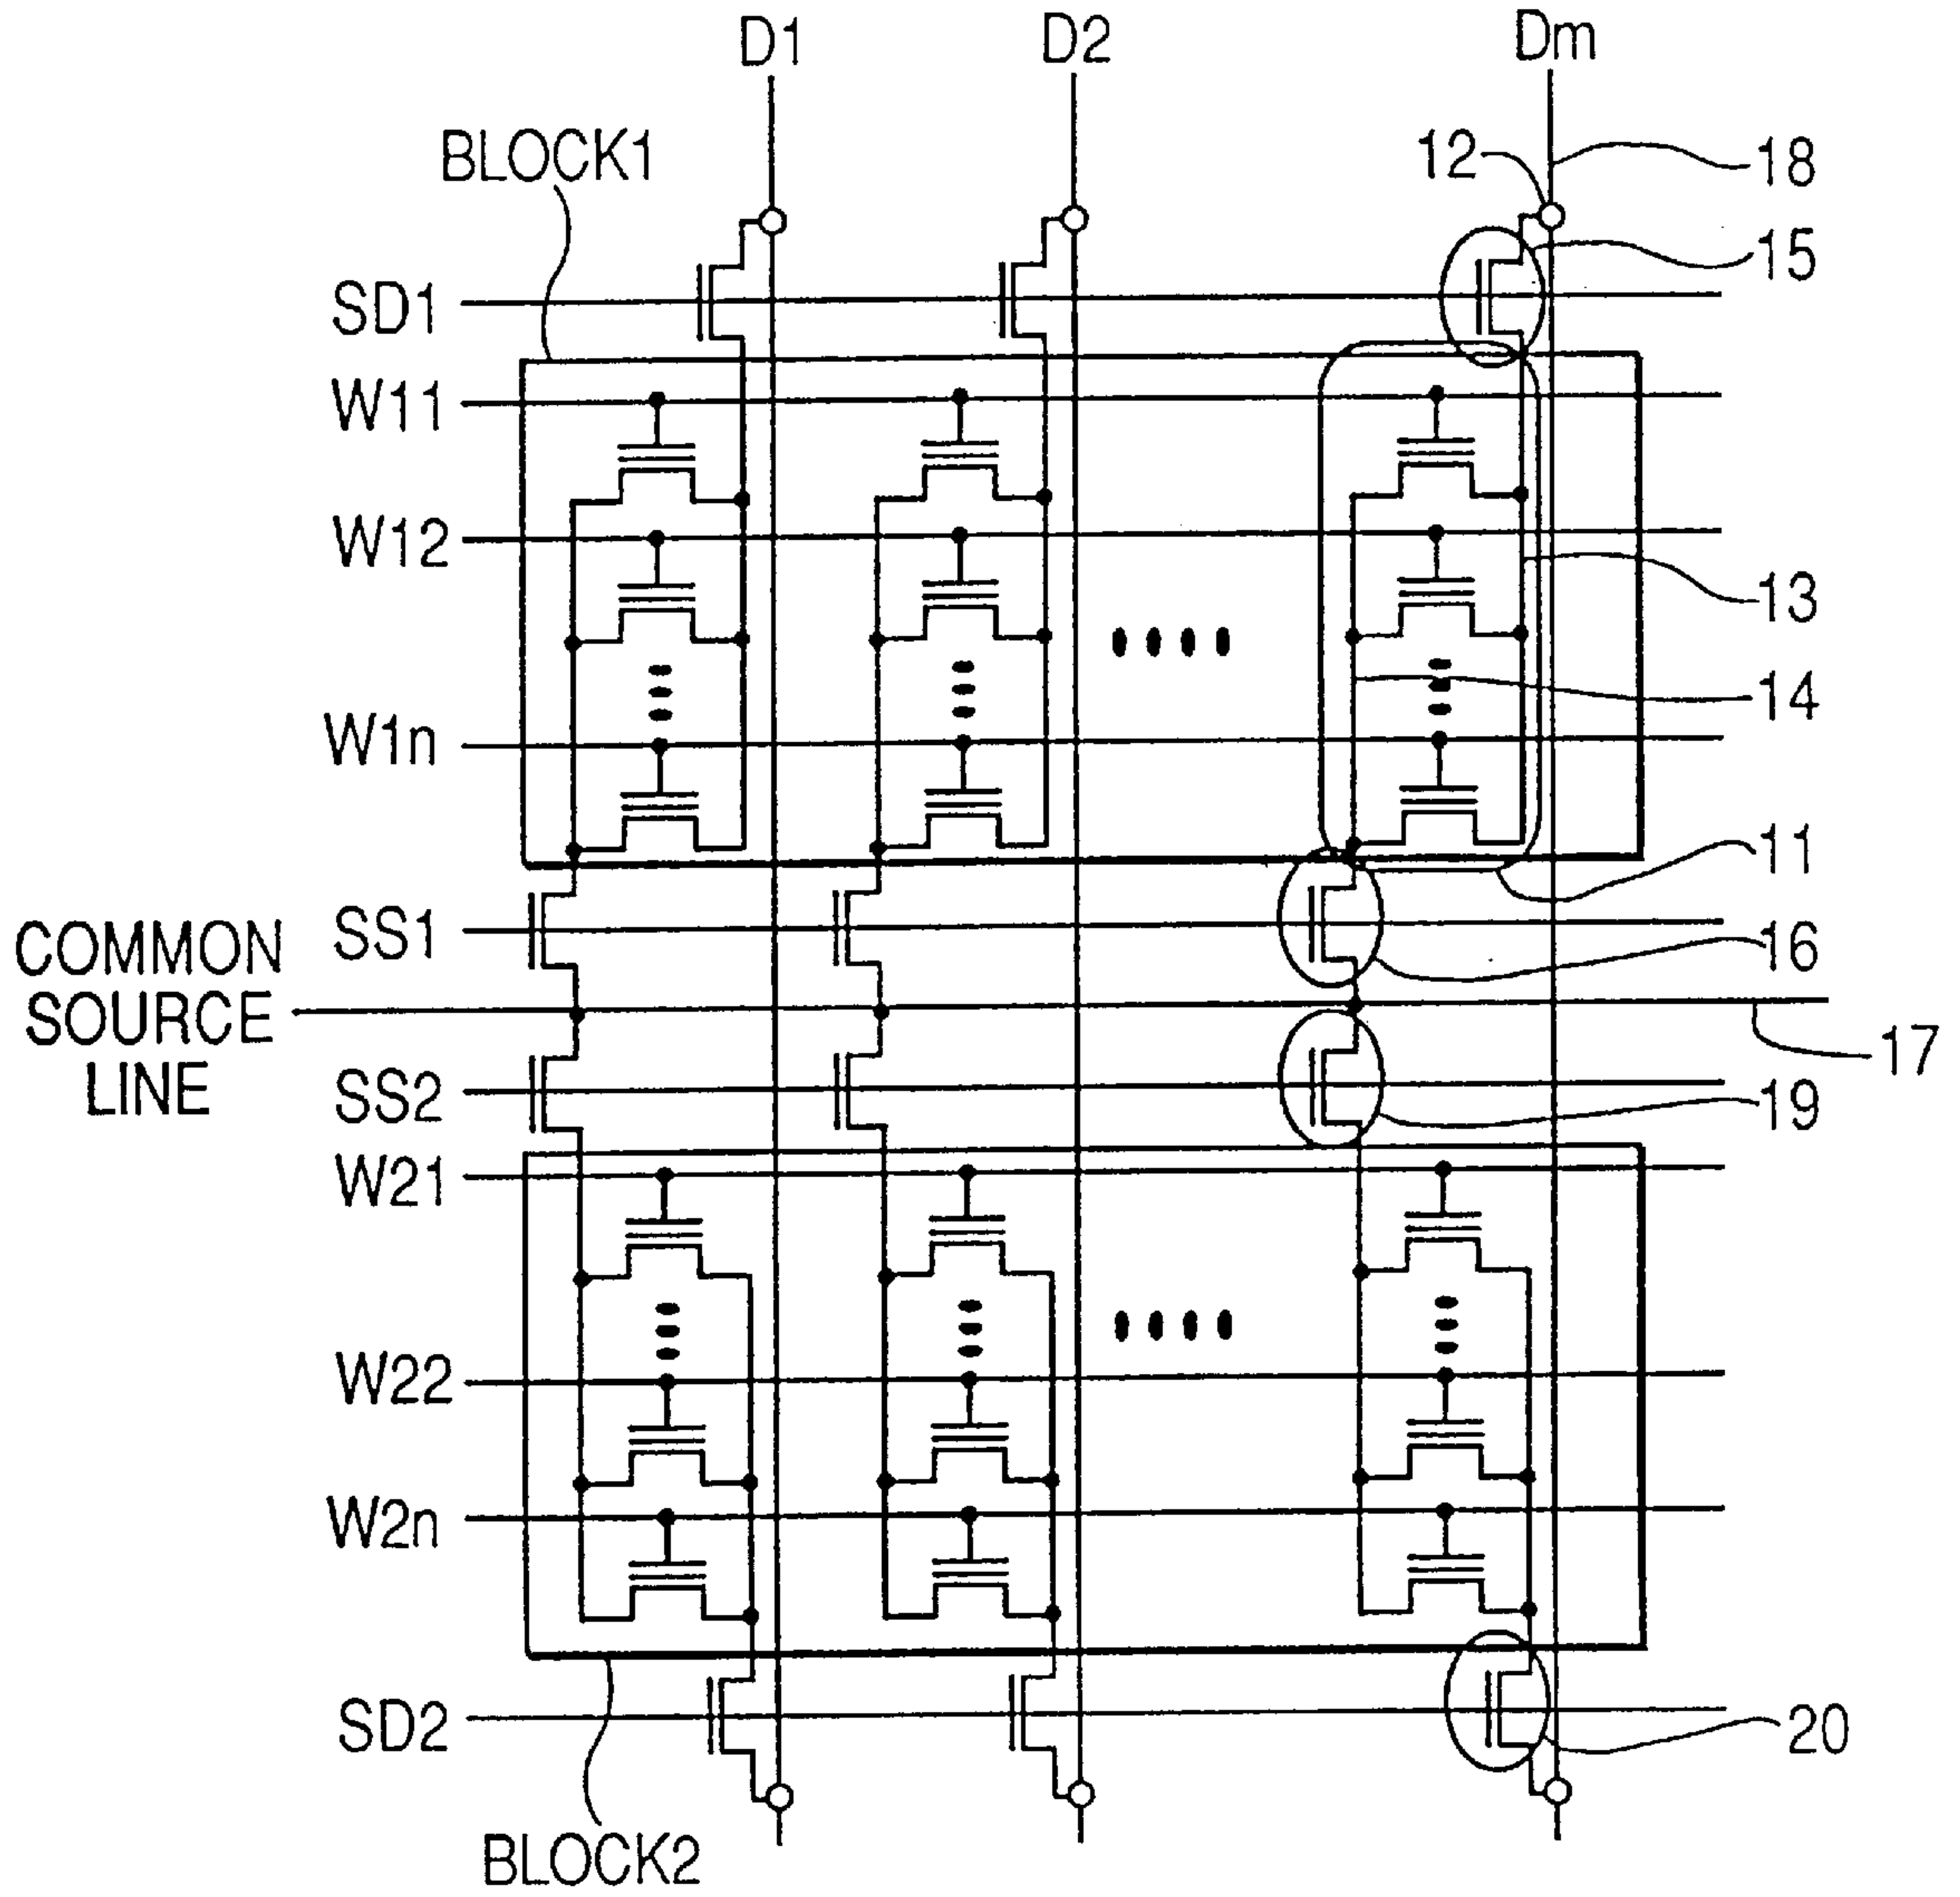 D1
D2
Dm
BLOCK1
12
18
15
SD1
W11
W12
13
14
W1n
11
SS1
16
COMMON
SOURCE
LINE
17
SS2
19
W21
W22
W2n
SD2
20
BLOCK2